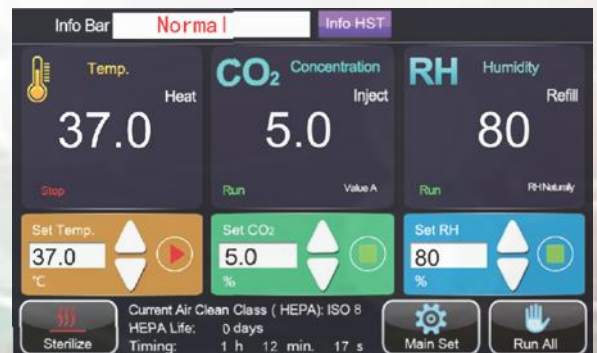 Info Bar Normal Info HST
Temp.
Heat
37.0
Stop
CO₂ Concentration
Inject
5.0
Run Value A
RH Humidity
Refill
80
Run RH Naturally
Set Temp.
37.0
℃
Set CO₂
5.0
%
Set RH
80
%
Sterilize
Current Air Clean Class ( HEPA): ISO 8
HEPA Life: 0 days
Timing: 1 h 12 min. 17 s
Main Set
Run All